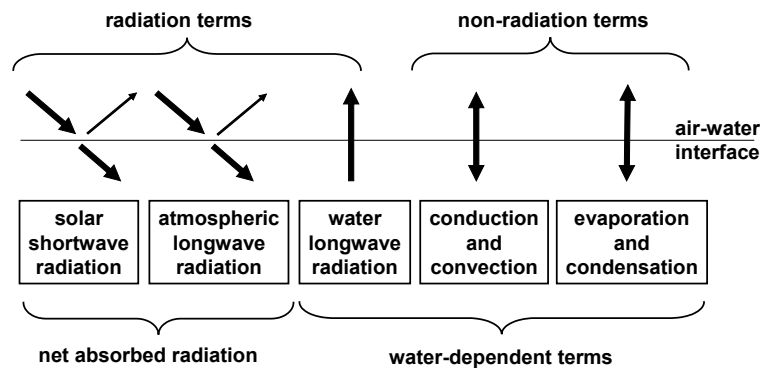 radiation terms
non-radiation terms
air-water
interface
solar
shortwave
radiation
atmospheric
longwave
radiation
water
longwave
radiation
conduction
and
convection
evaporation
and
condensation
net absorbed radiation
water-dependent terms